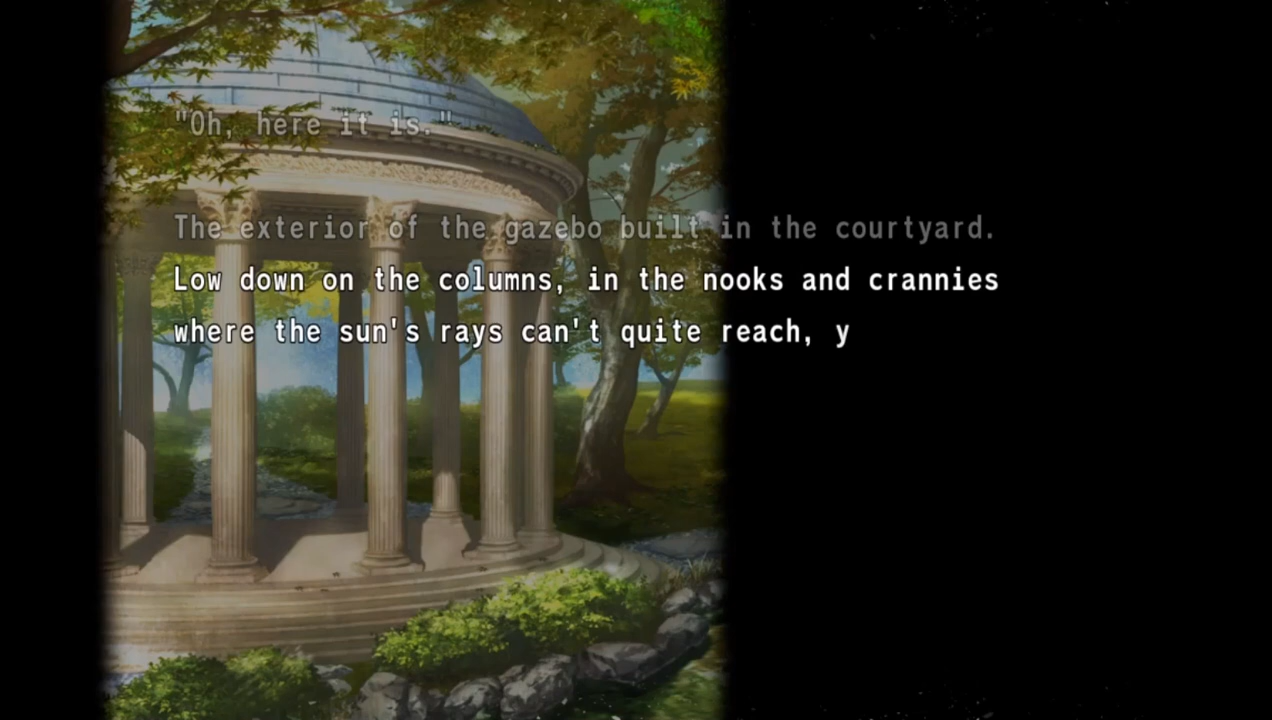 "Oh, here it is."
The exterior of the gazebo built in the courtyard.
Low down on the columns, in the nooks and crannies
where the sun's rays can't quite reach, y